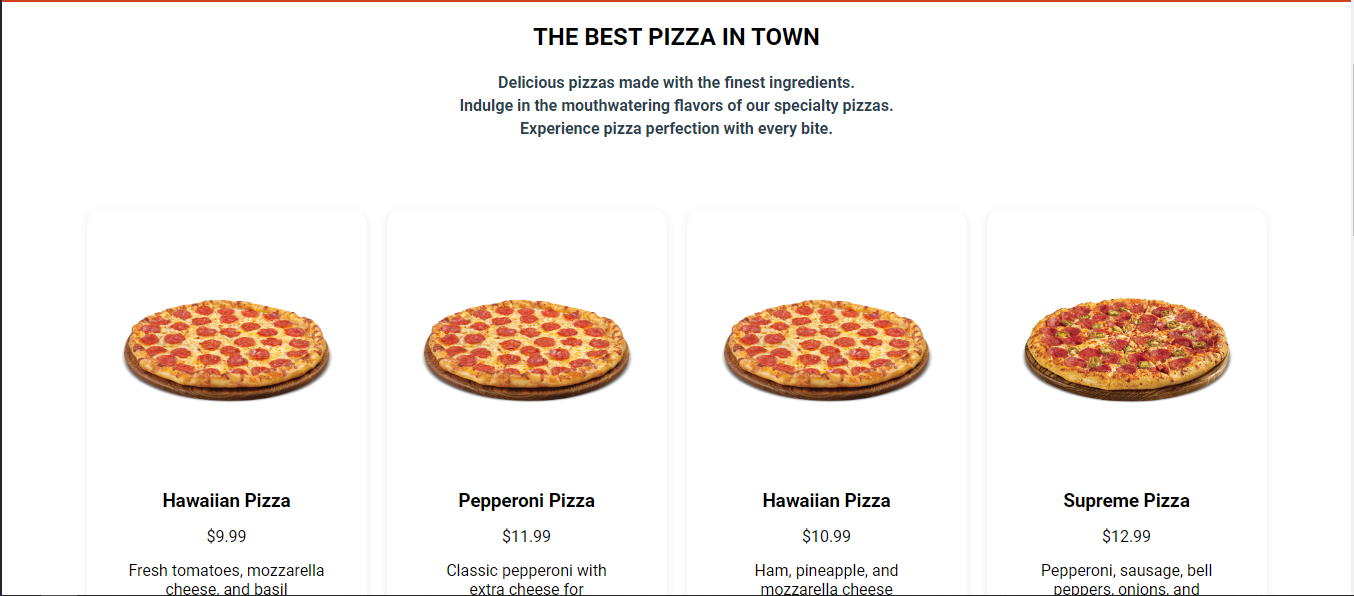 THE BEST PIZZA IN TOWN
Delicious pizzas made with the finest ingredients.
Indulge in the mouthwatering flavors of our specialty pizzas.
Experience pizza perfection with every bite.
Hawaiian Pizza
$9.99
Fresh tomatoes, mozzarella
cheese, and basil
Pepperoni Pizza
$11.99
Classic pepperoni with
extra cheese for
Hawaiian Pizza
$10.99
Ham, pineapple, and
mozzarella cheese
Supreme Pizza
$12.99
Pepperoni, sausage, bell
peppers, onions, and